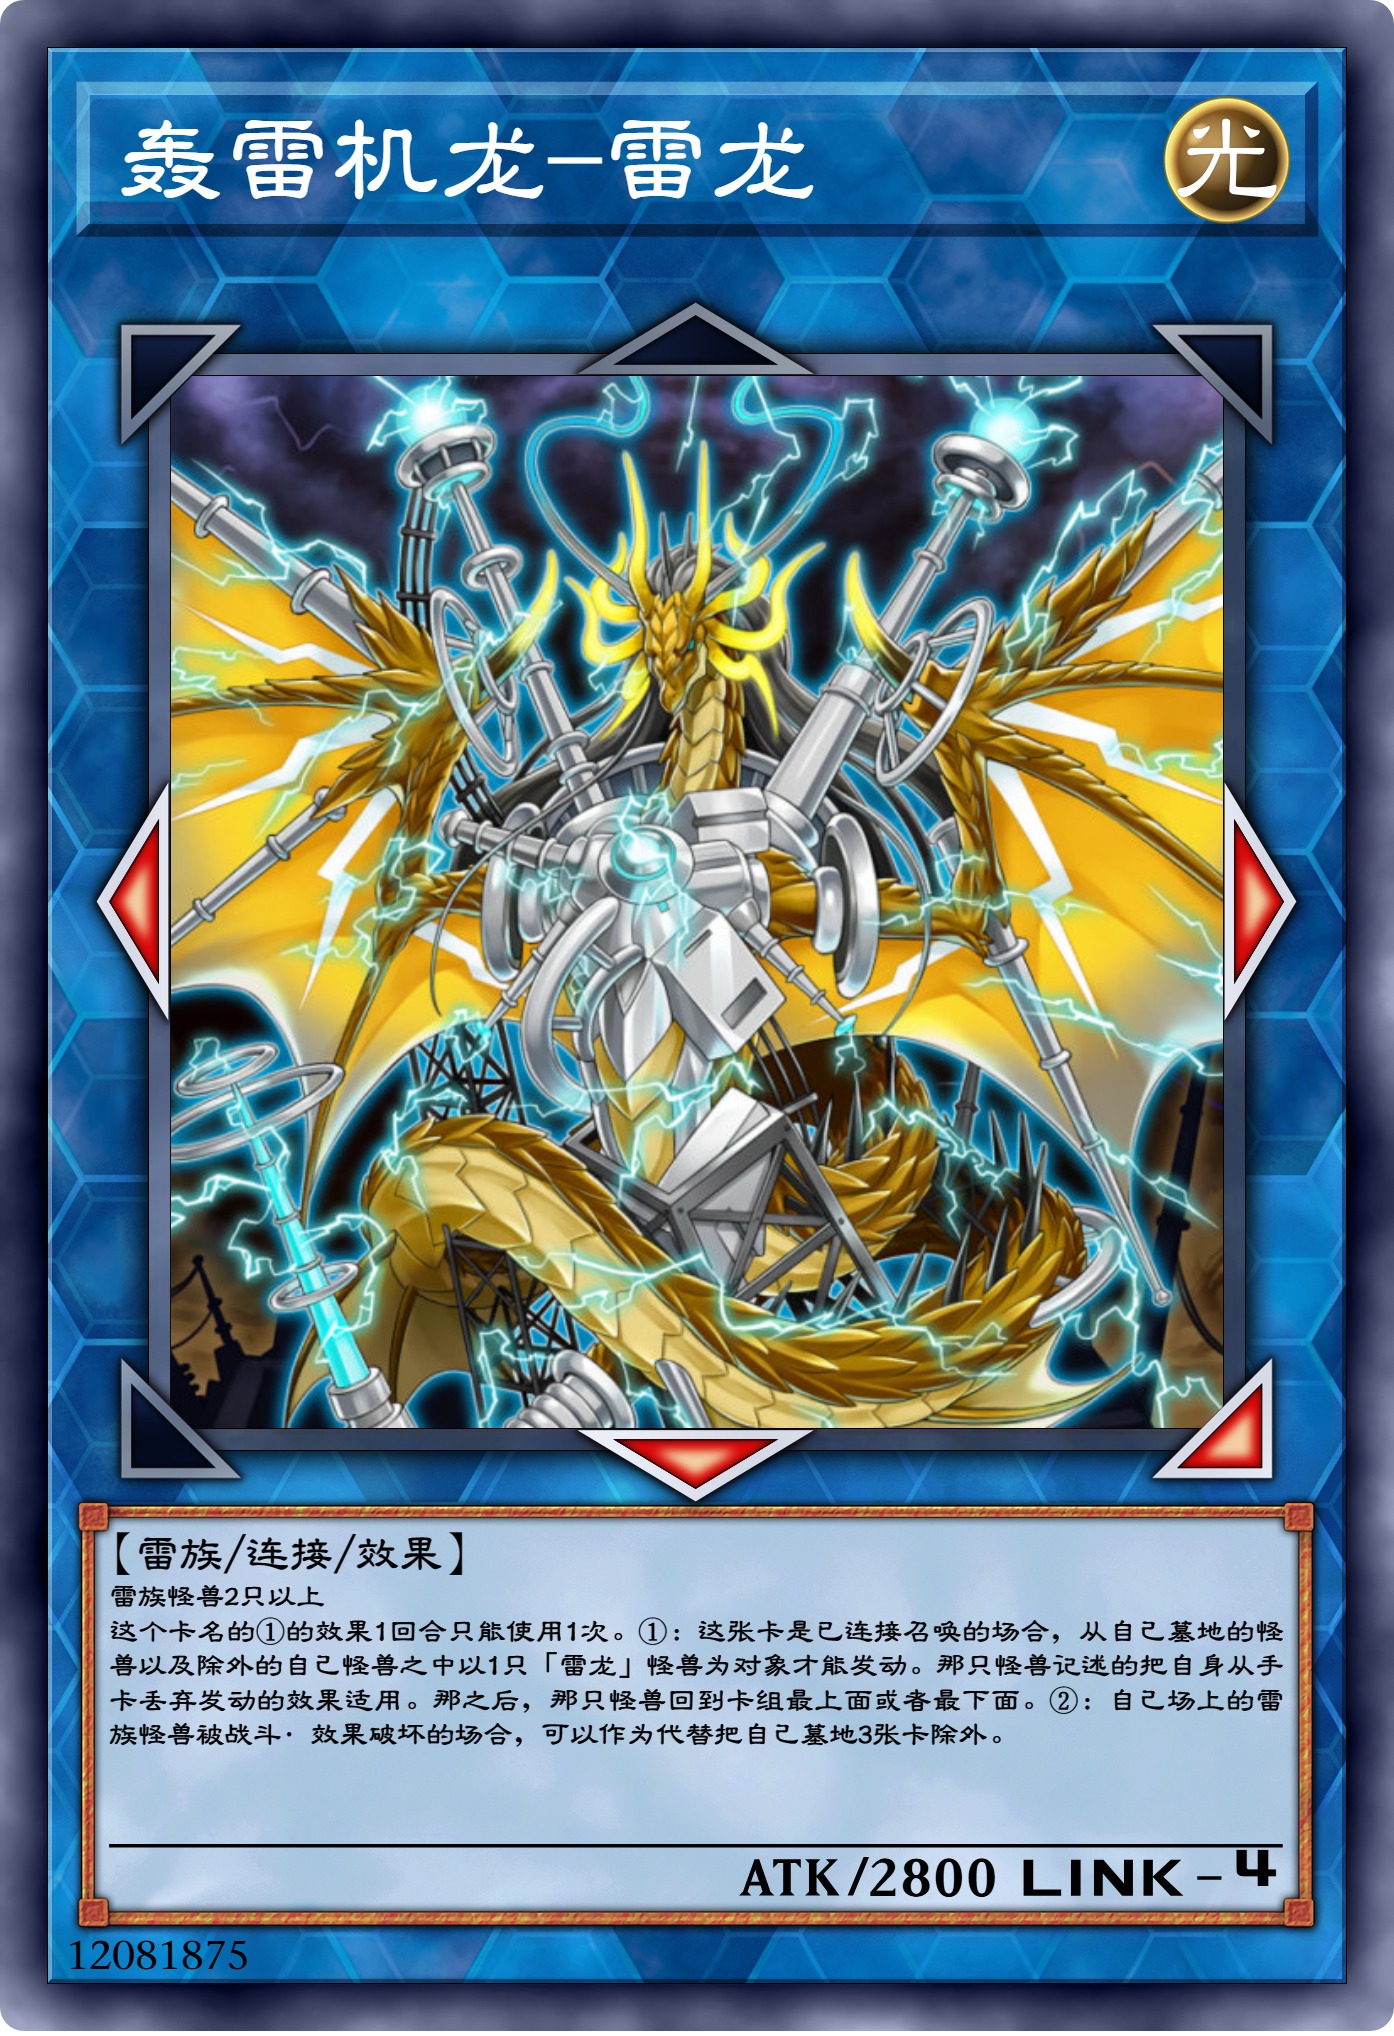 轰雷机龙-雷龙
光
【雷族/连接/效果】
雷族怪兽2只以上
这个卡名的①的效果1回合只能使用1次。①：这张卡是已连接召唤的场合，从自己墓地的怪
兽以及除外的自己怪兽之中以1只「雷龙」怪兽为对象才能发动。那只怪兽记述的把自身从手
卡丢弃发动的效果适用。那之后，那只怪兽回到卡组最上面或者最下面。②：自己场上的雷
族怪兽被战斗·效果破坏的场合，可以作为代替把自己墓地3张卡除外。
ATK/2800 LINK-4
12081875